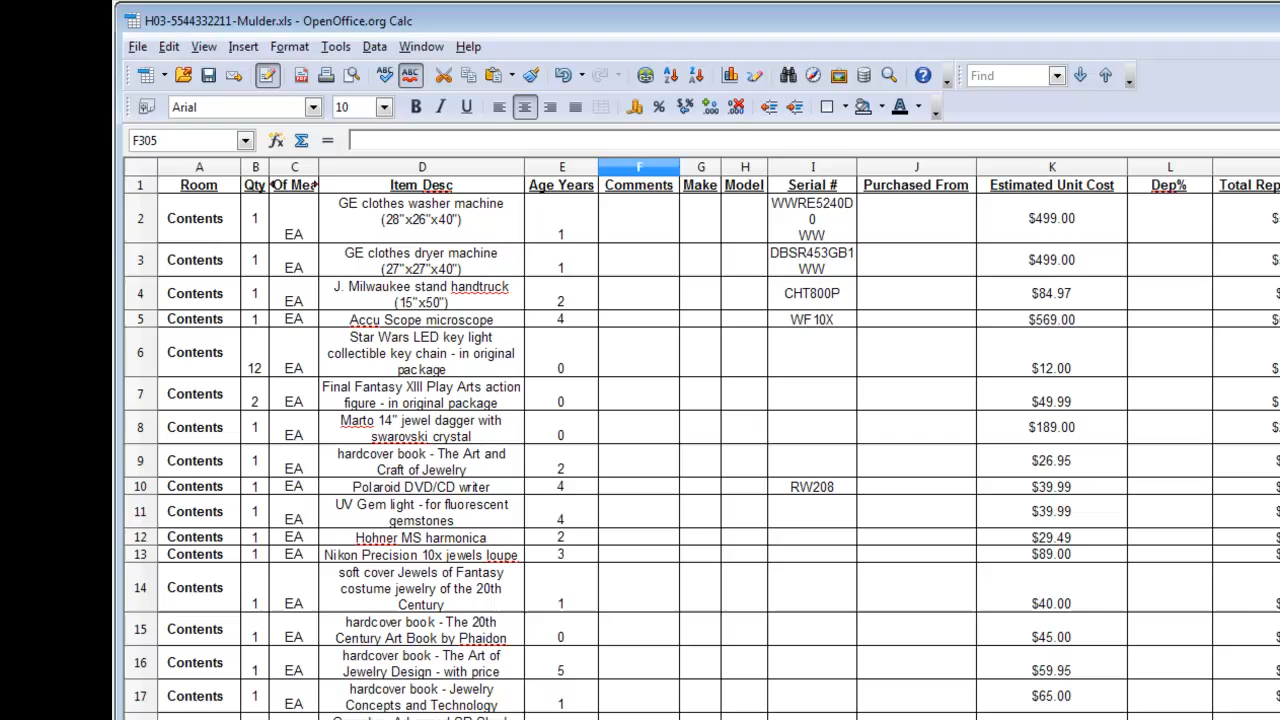 H03-5544332211-Mulder.xls - OpenOffice.org Calc
File Edit View Insert Format Tools Data Window Help
ABC ABC Find
Arial 10 B I U
F305
A B C D E F G H I J K L
1 Room Qty Of Mea Item Desc Age Years Comments Make Model Serial # Purchased From Estimated Unit Cost Dep% Total Rep
2 Contents 1 EA GE clothes washer machine 1 WWRE5240D $499.00
(28"x26"x40") 0
WW
3 Contents 1 EA GE clothes dryer machine 1 DBSR453GB1 $499.00
(27"x27"x40") WW
4 Contents 1 EA J. Milwaukee stand handtruck 2 CHT800P $84.97
(15"x50")
5 Contents 1 EA Accu Scope microscope 4 WF10X $569.00
6 Contents 12 EA Star Wars LED key light 0 $12.00
collectible key chain - in original
package
7 Contents 2 EA Final Fantasy XIII Play Arts action 0 $49.99
figure - in original package
8 Contents 1 EA Marto 14" jewel dagger with 0 $189.00
swarovski crystal
9 Contents 1 EA hardcover book - The Art and 2 $26.95
Craft of Jewelry
10 Contents 1 EA Polaroid DVD/CD writer 4 RW208 $39.99
11 Contents 1 EA UV Gem light - for fluorescent 4 $39.99
gemstones
12 Contents 1 EA Hohner MS harmonica 2 $29.49
13 Contents 1 EA Nikon Precision 10x jewels loupe 3 $89.00
14 Contents 1 EA soft cover Jewels of Fantasy 1 $40.00
costume jewelry of the 20th
Century
15 Contents 1 EA hardcover book - The 20th 0 $45.00
Century Art Book by Phaidon
16 Contents 1 EA hardcover book - The Art of 5 $59.95
Jewelry Design - with price
17 Contents 1 EA hardcover book - Jewelry 1 $65.00
Concepts and Technology